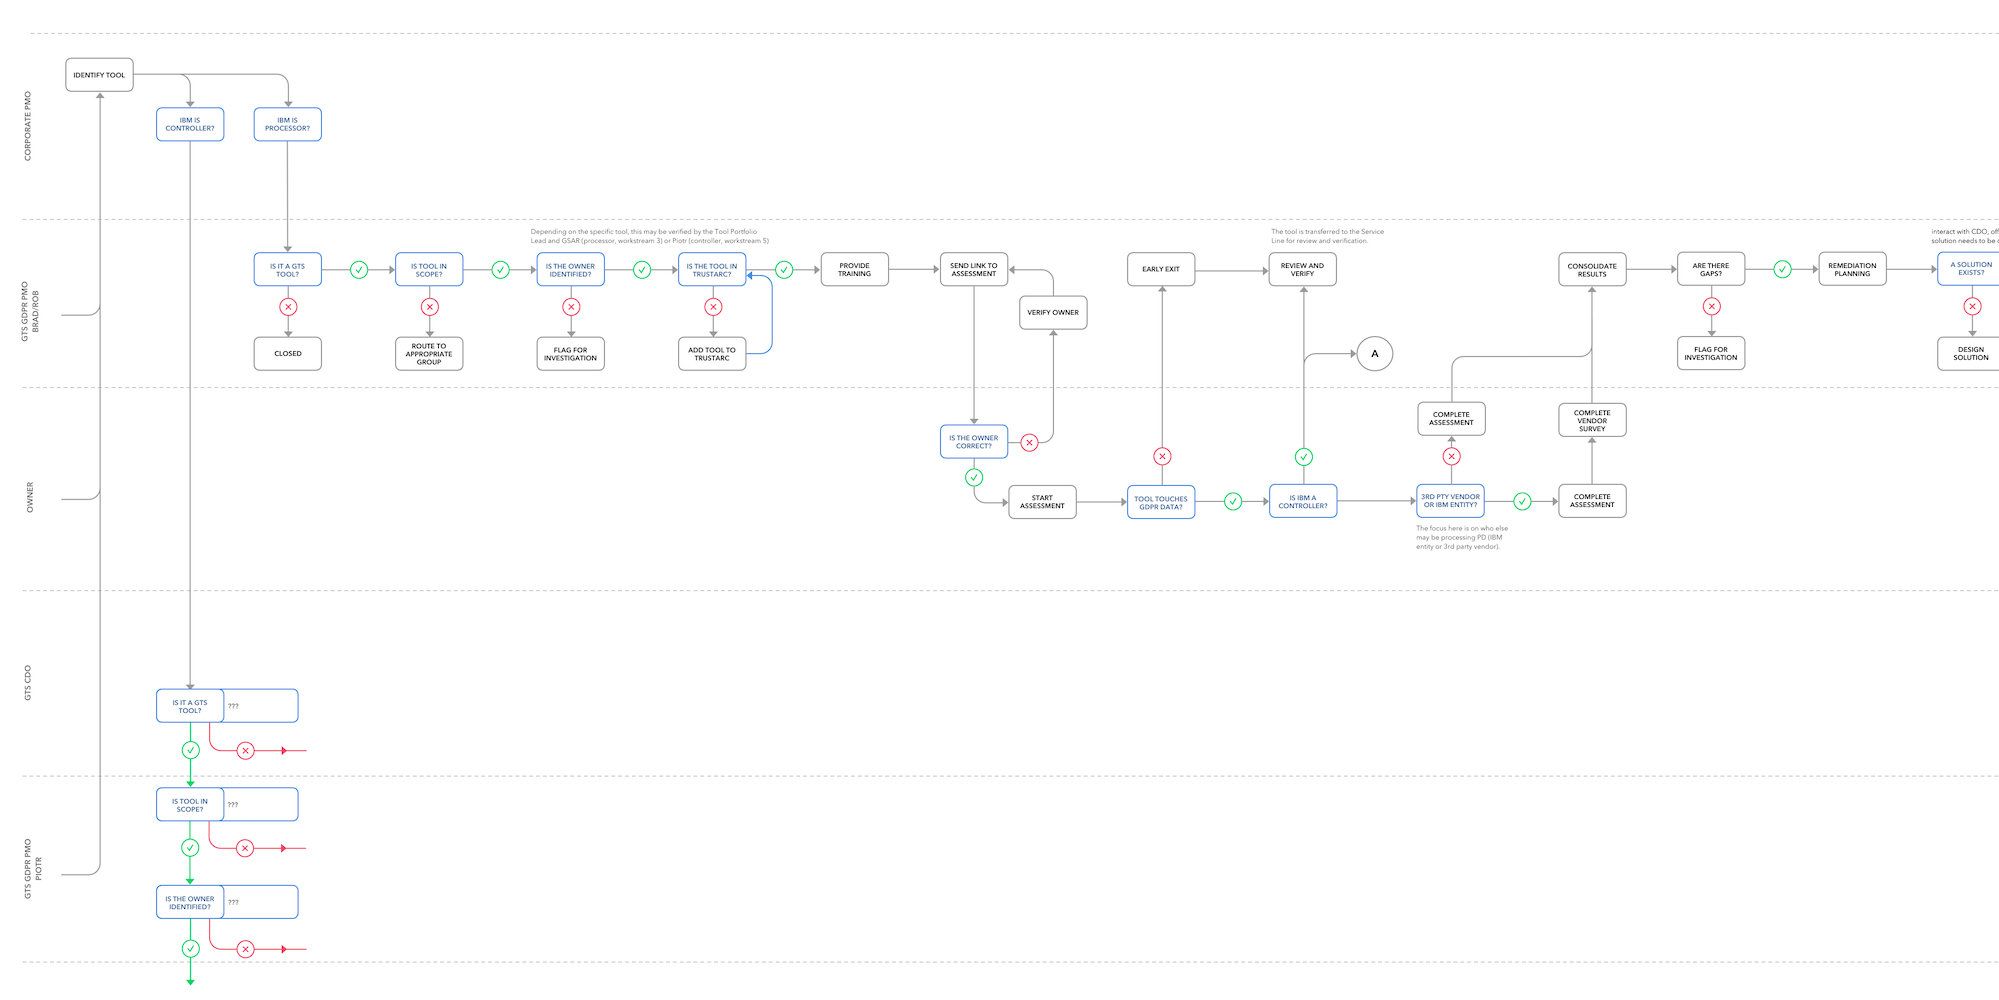 CORPORATE PMO
IDENTIFY TOOL
IBM IS
CONTROLLER?
IBM IS
PROCESSOR?
GTS GDPR PMO
BRAD/ROB
Depending on the specific tool, this may be verified by the Tool Portfolio
Lead and GSAR (processor, workstream 3) or Piotr (controller, workstream 5)
The tool is transferred to the Service
Line for review and verification.
interact with CDO, off
solution needs to be
IS IT A GTS
TOOL?
IS TOOL IN
SCOPE?
IS THE OWNER
IDENTIFIED?
IS THE TOOL IN
TRUSTARC?
PROVIDE
TRAINING
SEND LINK TO
ASSESSMENT
EARLY EXIT
REVIEW AND
VERIFY
CONSOLIDATE
RESULTS
ARE THERE
GAPS?
REMEDIATION
PLANNING
A SOLUTION
EXISTS?
VERIFY OWNER
CLOSED
ROUTE TO
APPROPRIATE
GROUP
FLAG FOR
INVESTIGATION
ADD TOOL TO
TRUSTARC
A
FLAG FOR
INVESTIGATION
DESIGN
SOLUTION
OWNER
COMPLETE
ASSESSMENT
COMPLETE
VENDOR
SURVEY
IS THE OWNER
CORRECT?
START
ASSESSMENT
TOOL TOUCHES
GDPR DATA?
IS IBM A
CONTROLLER?
3RD PTY VENDOR
OR IBM ENTITY?
COMPLETE
ASSESSMENT
The focus here is on who else
may be processing PD (IBM
entity or 3rd party vendor).
GTS CDO
IS IT A GTS
TOOL?
???
GTS GDPR PMO
PIOTR
IS TOOL IN
SCOPE?
???
IS THE OWNER
IDENTIFIED?
???